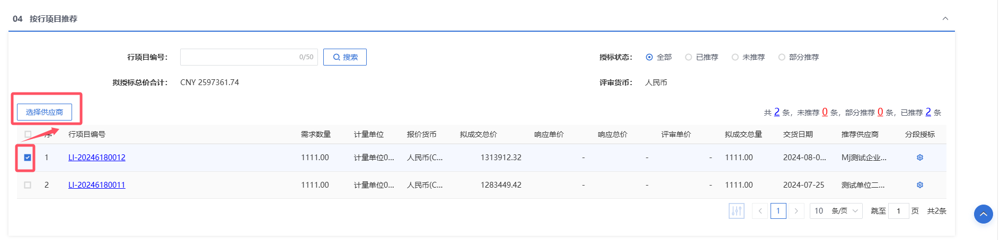 04 按行项目推荐
行项目编号： 0/50 搜索 授标状态： 全部 已推荐 未推荐 部分推荐
拟授标总价合计： CNY 2597361.74 评审货币： 人民币
选择供应商 共 2 条，未推荐 0 条，部分推荐 0 条，已推荐 2 条
序 行项目编号 需求数量 计量单位 报价货币 拟成交总价 响应单价 响应总价 评审单价 拟成交总量 交货日期 推荐供应商 分段授标
1 LI-20246180012 1111.00 计量单位0... 人民币(C... 1313912.32 - - - 1111.00 2024-08-0... Mj测试企业...
2 LI-20246180011 1111.00 计量单位0... 人民币(C... 1283449.42 - - - 1111.00 2024-07-25 测试单位二...
1 10 条/页 跳至 1 页 共2条